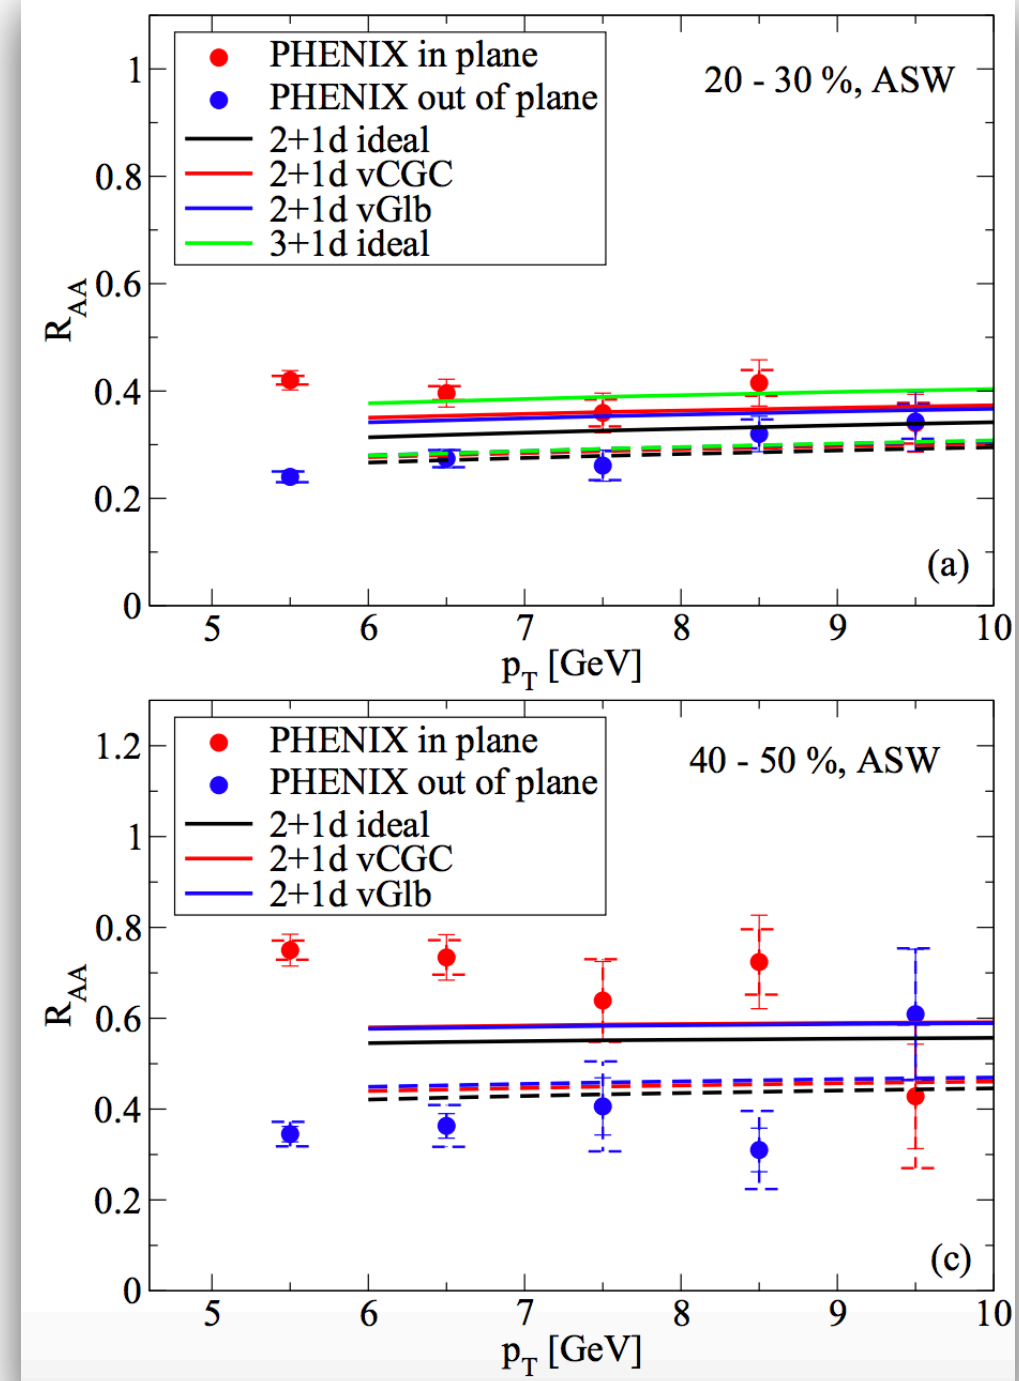 PHENIX in plane
PHENIX out of plane
2+1d ideal
2+1d vCGC
2+1d vGlb
3+1d ideal
20 - 30 %, ASW
1
0.8
0.6
0.4
0.2
0
R_AA
(a)
5 6 7 8 9 10
p_T [GeV]
PHENIX in plane
PHENIX out of plane
2+1d ideal
2+1d vCGC
2+1d vGlb
40 - 50 %, ASW
1.2
1
0.8
0.6
0.4
0.2
0
R_AA
(c)
5 6 7 8 9 10
p_T [GeV]